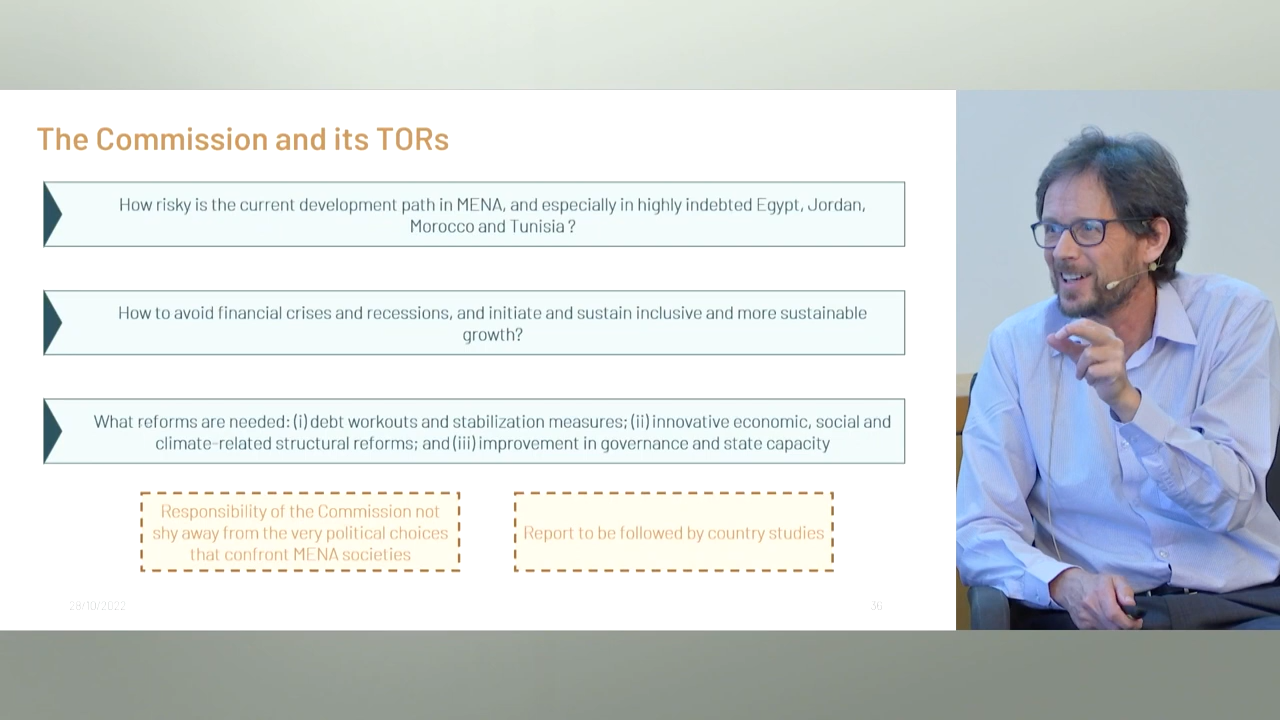 The Commission and its TORs
How risky is the current development path in MENA, and especially in highly indebted Egypt, Jordan,
Morocco and Tunisia ?
How to avoid financial crises and recessions, and initiate and sustain inclusive and more sustainable
growth?
What reforms are needed: (i) debt workouts and stabilization measures; (ii) innovative economic, social and
climate-related structural reforms; and (iii) improvement in governance and state capacity
Responsibility of the Commission not
shy away from the very political choices
that confront MENA societies
Report to be followed by country studies
28/10/2022
30